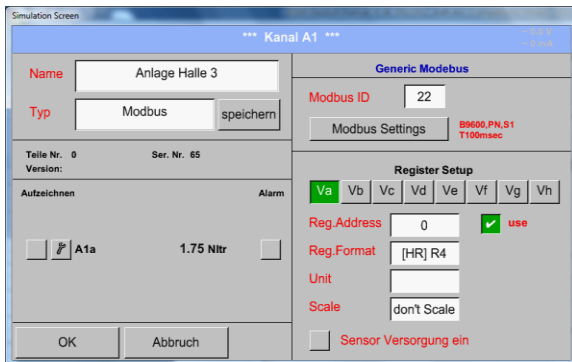 Simulation Screen
*** Kanal A1 ***
~ 0.0 V
~ 0 mA
Name
Anlage Halle 3
Typ
Modbus
speichern
Teile Nr. 0
Ser. Nr. 65
Version:
Aufzeichnen
Alarm
A1a
1.75 Nltr
OK
Abbruch
Generic Modebus
Modbus ID
22
Modbus Settings
B9600,PN,S1
T100msec
Register Setup
Va Vb Vc Vd Ve Vf Vg Vh
Reg.Address
0
use
Reg.Format
[HR] R4
Unit
Scale
don't Scale
Sensor Versorgung ein